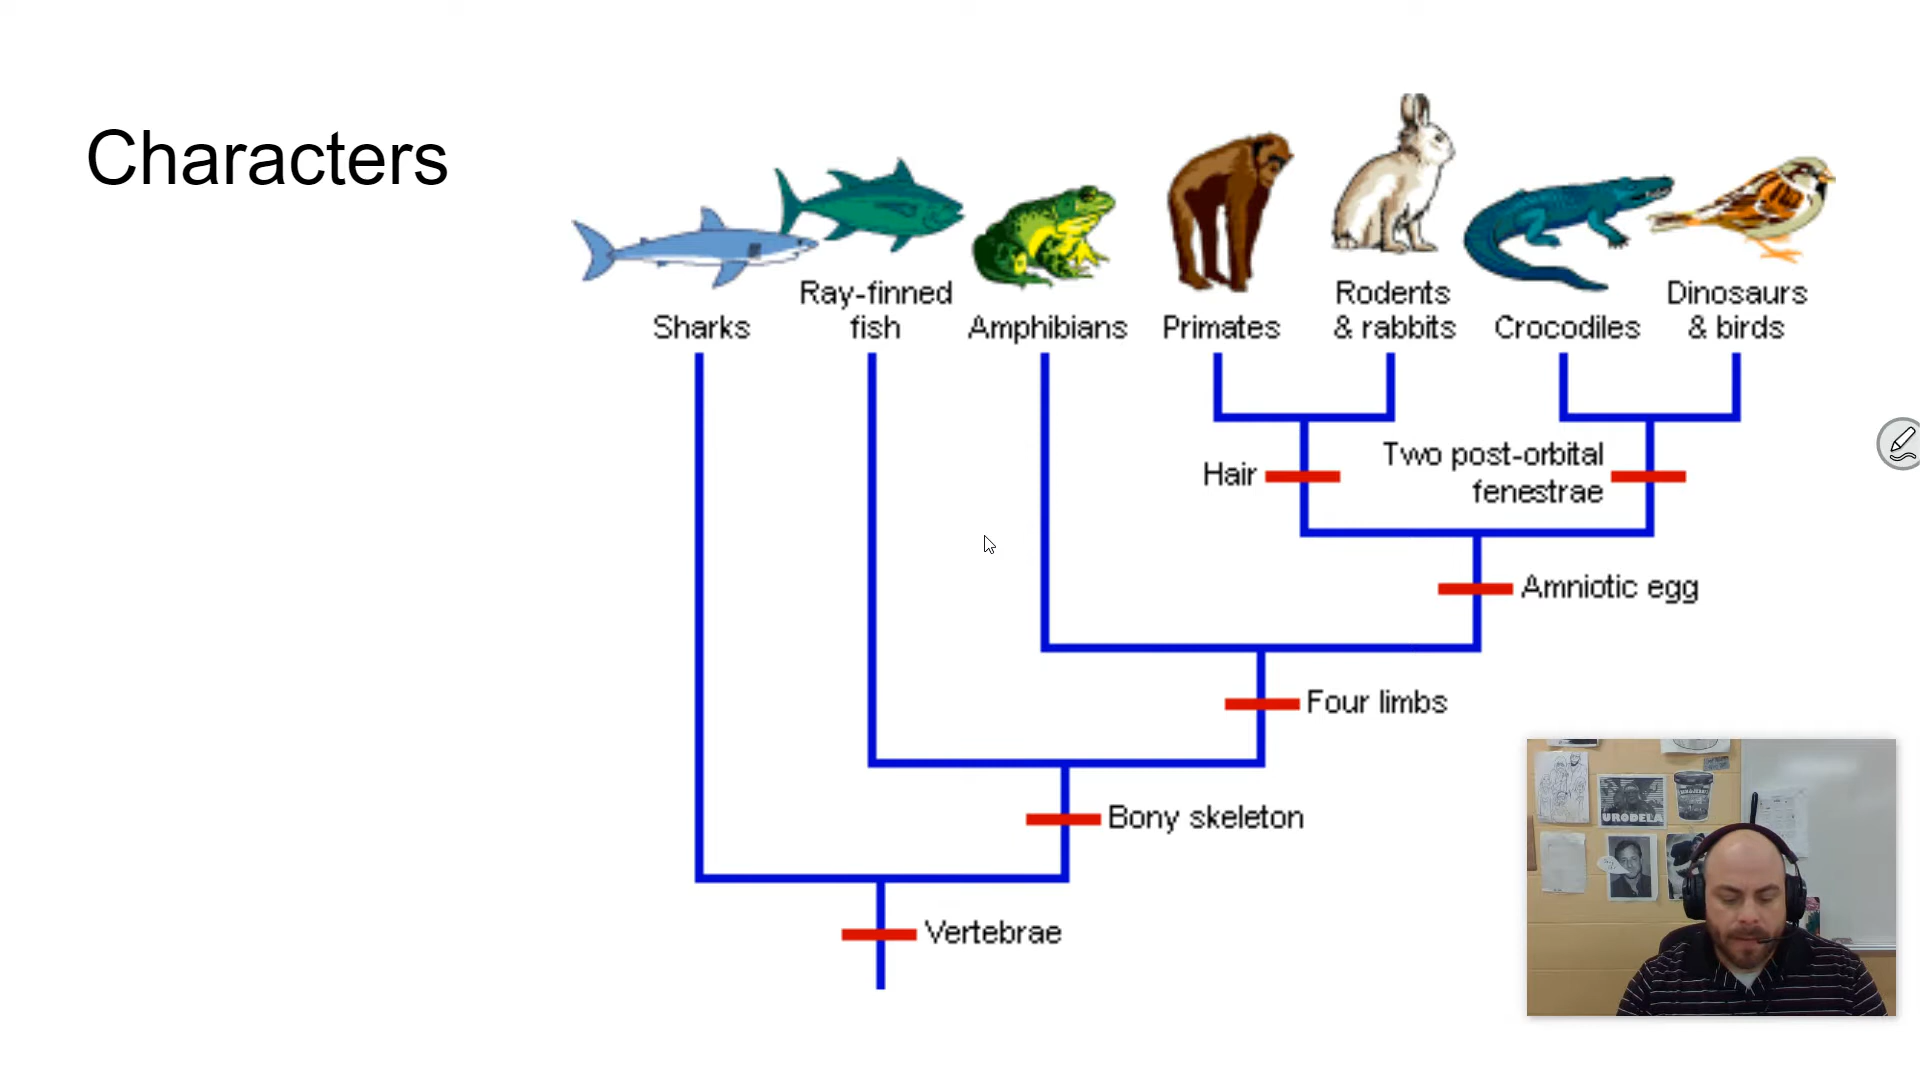 Characters
Ray-finned
fish
Rodents
& rabbits
Dinosaurs
& birds
Sharks
Amphibians
Primates
Crocodiles
Hair
Two post-orbital
fenestrae
Amniotic egg
Four limbs
Bony skeleton
Vertebrae
URODELA